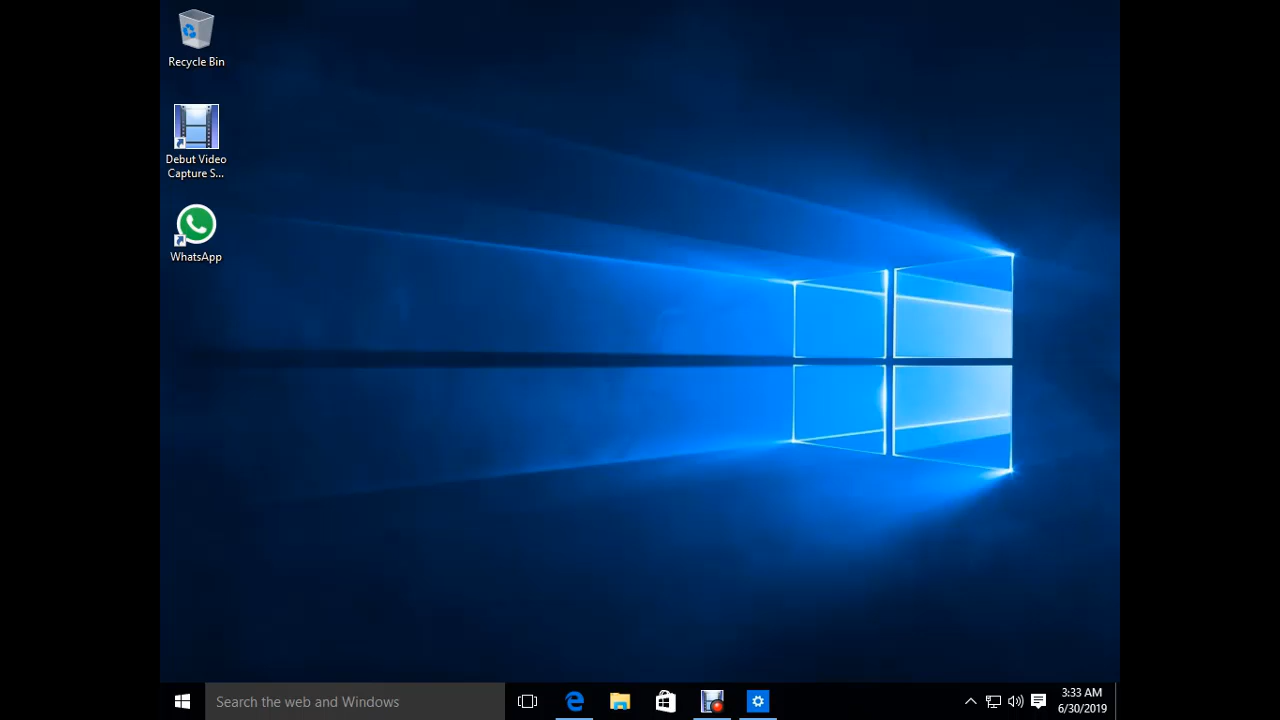 Recycle Bin
Debut Video
Capture S...
WhatsApp
Search the web and Windows
3:33 AM
6/30/2019